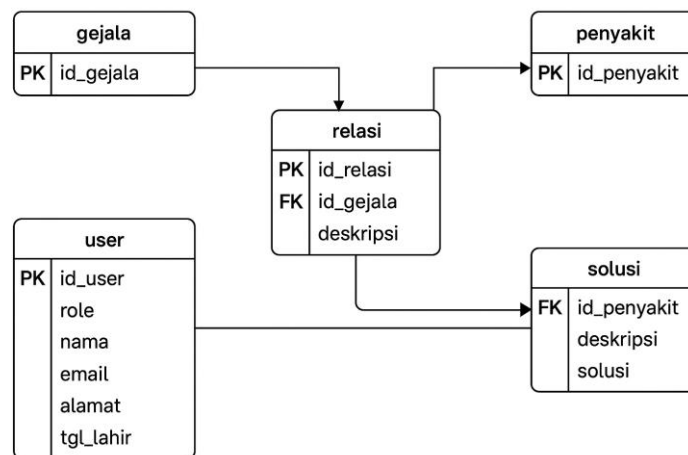 gejala
PK id_gejala
penyakit
PK id_penyakit
relasi
PK id_relasi
FK id_gejala
deskripsi
user
PK id_user
role
nama
email
alamat
tgl_lahir
solusi
FK id_penyakit
deskripsi
solusi